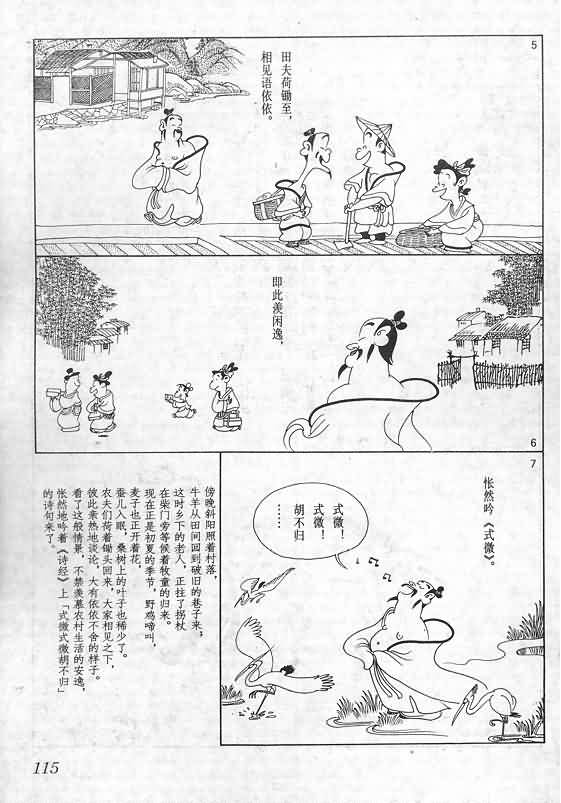 5
田夫荷锄至，
相见语依依。
即此羡闲逸，
6
7
怅然吟《式微》。
式微！
式微！
胡不归
……
傍晚斜阳照着村落，
牛羊从田间回到破旧的巷子来，
这时乡下的老人，正拄了拐杖
在柴门旁等候着牧童的归来。
现在正是初夏的季节，野鸡啼叫，
麦子也正开着花，
蚕儿入眠，桑树上的叶子也稀少了。
农夫们荷着锄头回来，大家相见之下，
彼此亲热地谈论，大有依依不舍的样子。
看了这般情景，不禁羡慕农村生活的安逸，
怅然地吟着《诗经》上「式微式微胡不归」
的诗句来了。
115